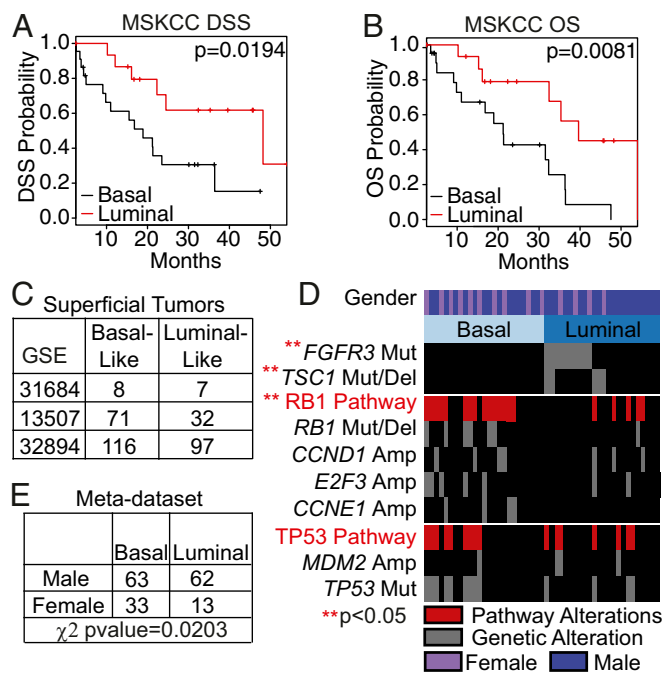 A
MSKCC DSS
p=0.0194
DSS Probability
1.0
0.8
0.6
0.4
0.2
0.0
Basal
Luminal
10 20 30 40 50
Months
B
MSKCC OS
p=0.0081
OS Probability
1.0
0.8
0.6
0.4
0.2
0.0
Basal
Luminal
10 20 30 40 50
Months
C
Superficial Tumors
GSE Basal-Like Luminal-Like
31684 8 7
13507 71 32
32894 116 97
D
Gender
Basal Luminal
**FGFR3 Mut
**TSC1 Mut/Del
**RB1 Pathway
RB1 Mut/Del
CCND1 Amp
E2F3 Amp
CCNE1 Amp
TP53 Pathway
MDM2 Amp
TP53 Mut
**p<0.05
Pathway Alterations
Genetic Alteration
Female Male
E
Meta-dataset
Basal Luminal
Male 63 62
Female 33 13
χ2 pvalue=0.0203